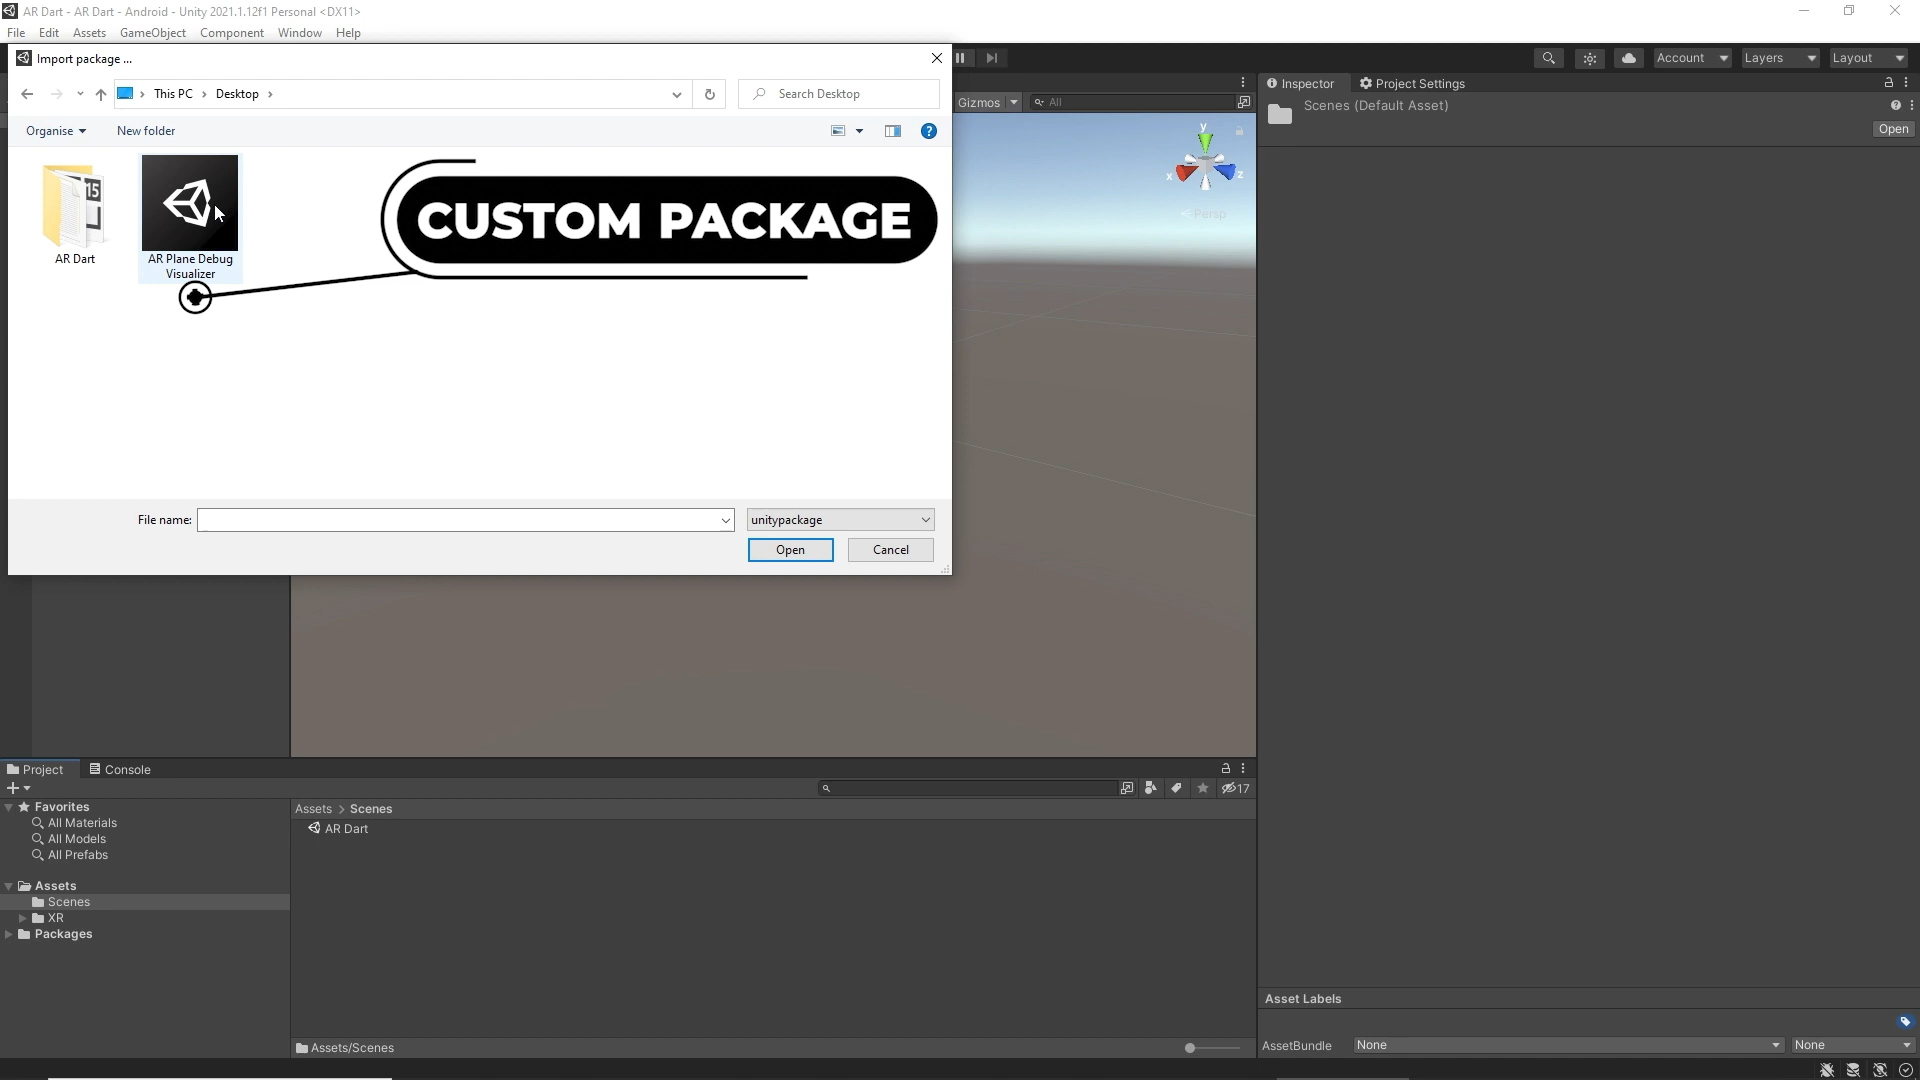 AR Dart - AR Dart - Android - Unity 2021.1.12f1 Personal <DX11>
File Edit Assets GameObject Component Window Help
Import package ...
This PC > Desktop >
Search Desktop
Organise
New folder
AR Dart
AR Plane Debug
Visualizer
CUSTOM PACKAGE
File name:
unitypackage
Open
Cancel
Account
Layers
Layout
Gizmos
All
y
x
z
Persp
Inspector
Project Settings
Scenes (Default Asset)
Open
Project
Console
17
Favorites
All Materials
All Models
All Prefabs
Assets
Scenes
XR
Packages
Assets > Scenes
AR Dart
Assets/Scenes
Asset Labels
AssetBundle
None
None